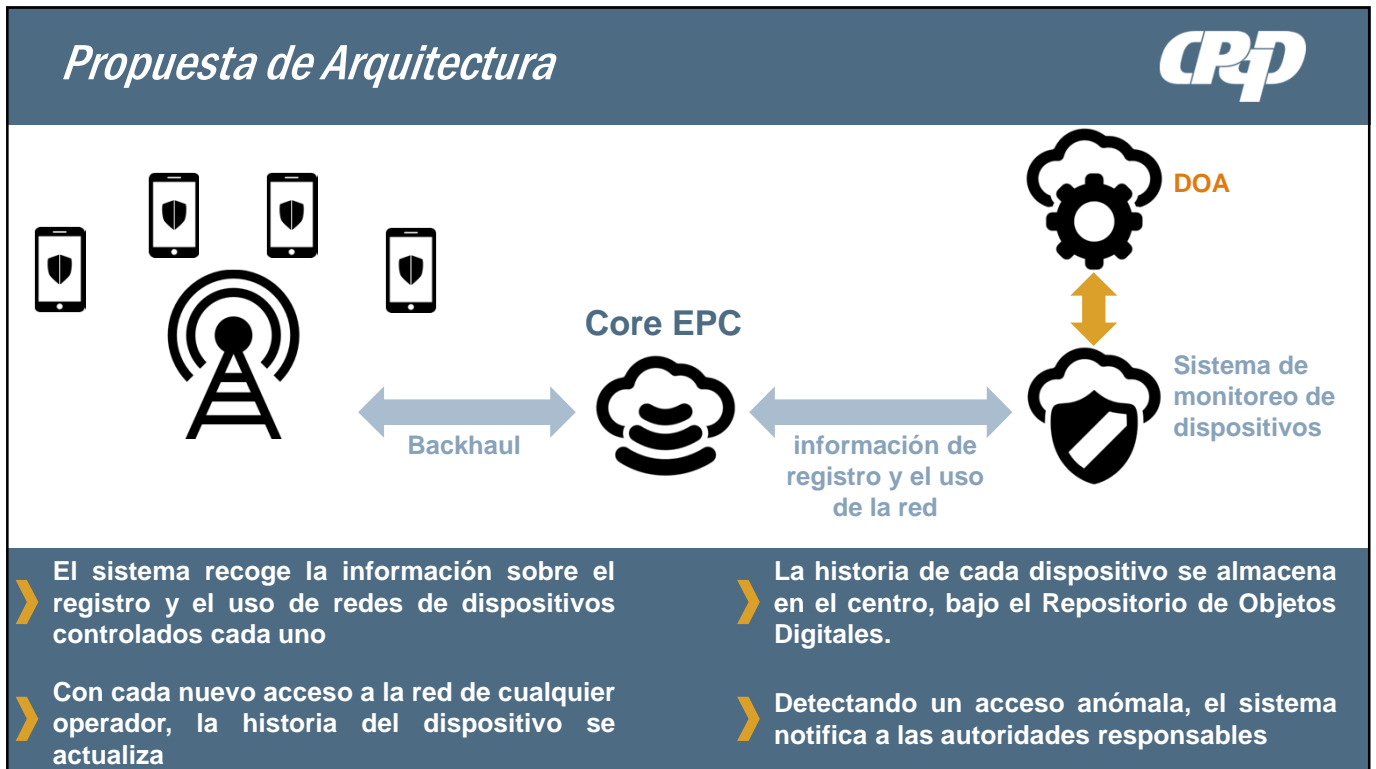 Propuesta de Arquitectura
CPqD
DOA
Core EPC
Sistema de
monitoreo de
dispositivos
Backhaul
información de
registro y el uso
de la red
El sistema recoge la información sobre el
registro y el uso de redes de dispositivos
controlados cada uno
Con cada nuevo acceso a la red de cualquier
operador, la historia del dispositivo se
actualiza
La historia de cada dispositivo se almacena
en el centro, bajo el Repositorio de Objetos
Digitales.
Detectando un acceso anómala, el sistema
notifica a las autoridades responsables